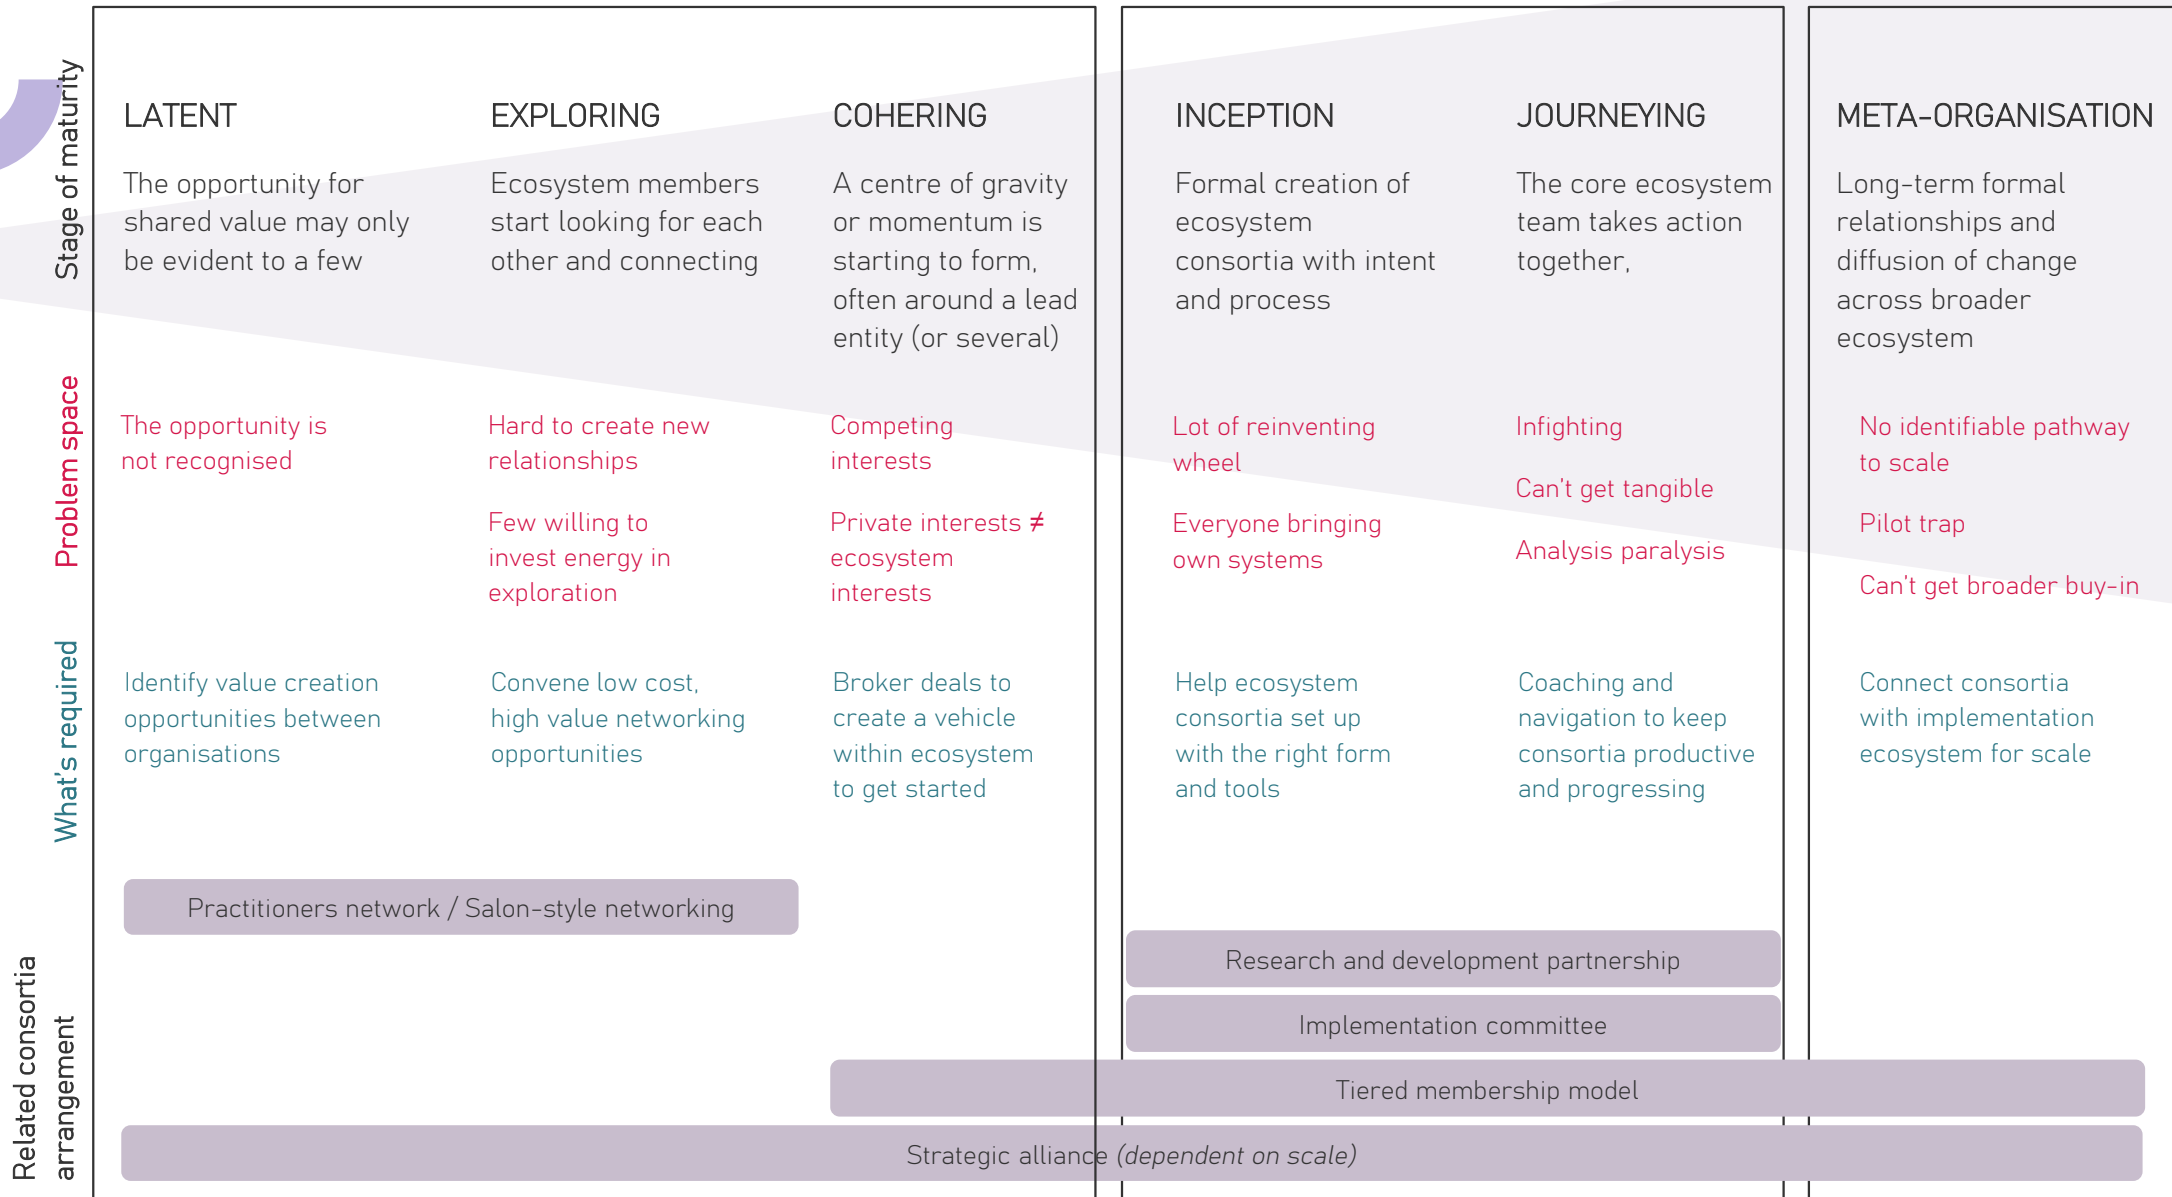 Stage of maturity
LATENT
The opportunity for
shared value may only
be evident to a few
EXPLORING
Ecosystem members
start looking for each
other and connecting
COHERING
A centre of gravity
or momentum is
starting to form,
often around a lead
entity (or several)
INCEPTION
Formal creation of
ecosystem
consortia with intent
and process
JOURNEYING
The core ecosystem
team takes action
together,
META-ORGANISATION
Long-term formal
relationships and
diffusion of change
across broader
ecosystem
Problem space
The opportunity is
not recognised
Hard to create new
relationships
Few willing to
invest energy in
exploration
Competing
interests
Private interests ≠
ecosystem
interests
Lot of reinventing
wheel
Everyone bringing
own systems
Infighting
Can't get tangible
Analysis paralysis
No identifiable pathway
to scale
Pilot trap
Can't get broader buy-in
What's required
Identify value creation
opportunities between
organisations
Convene low cost,
high value networking
opportunities
Broker deals to
create a vehicle
within ecosystem
to get started
Help ecosystem
consortia set up
with the right form
and tools
Coaching and
navigation to keep
consortia productive
and progressing
Connect consortia
with implementation
ecosystem for scale
Related consortia
arrangement
Practitioners network / Salon-style networking
Research and development partnership
Implementation committee
Tiered membership model
Strategic alliance (dependent on scale)